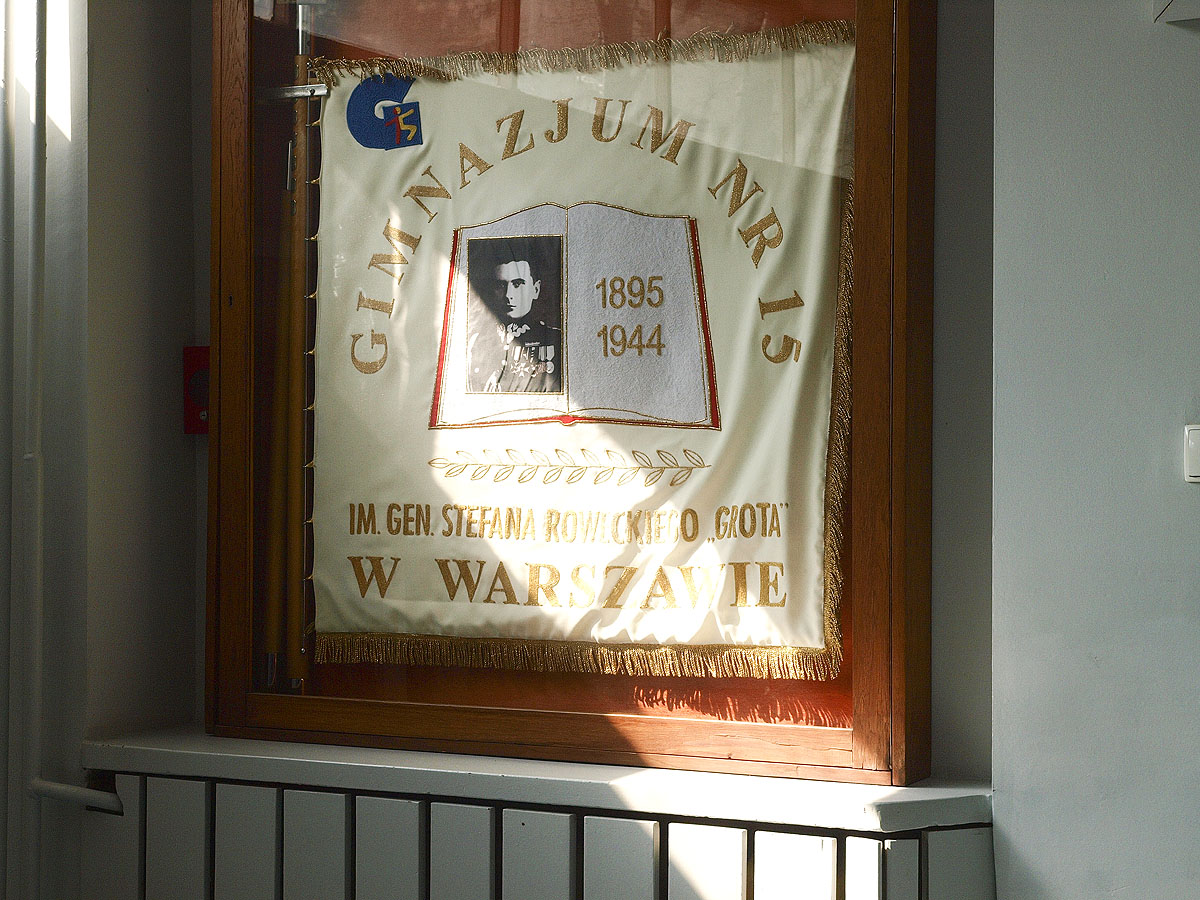 G
GIMNAZJUM NR 15
1895
1944
IM. GEN. STEFANA ROWECKIEGO „GROTA”
W WARSZAWIE